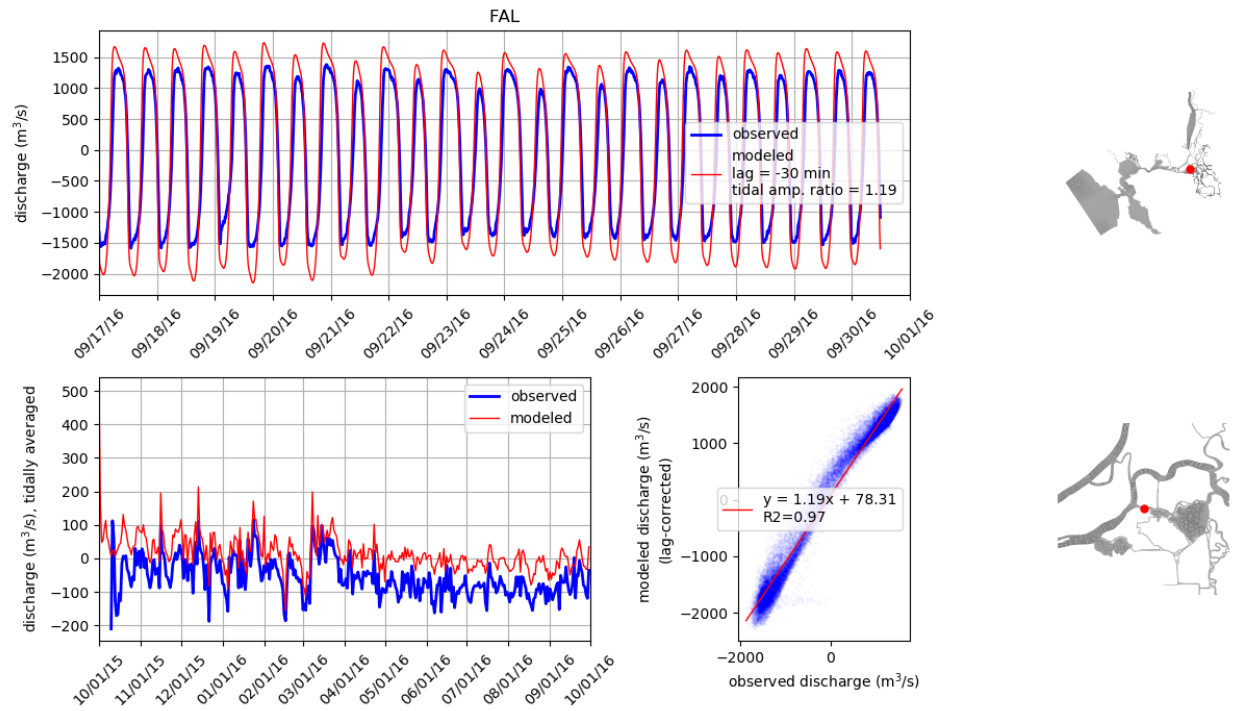 FAL
discharge (m³/s)
1500
1000
500
0
−500
−1000
−1500
−2000
observed
modeled
lag = -30 min
tidal amp. ratio = 1.19
09/17/16 09/18/16 09/19/16 09/20/16 09/21/16 09/22/16 09/23/16 09/24/16 09/25/16 09/26/16 09/27/16 09/28/16 09/29/16 09/30/16 10/01/16
discharge (m³/s), tidally averaged
500
400
300
200
100
0
−100
−200
observed
modeled
10/01/15 11/01/15 12/01/15 01/01/16 02/01/16 03/01/16 04/01/16 05/01/16 06/01/16 07/01/16 08/01/16 09/01/16 10/01/16
modeled discharge (m³/s)
(lag-corrected)
2000
1000
0
−1000
−2000
y = 1.19x + 78.31
R2=0.97
−2000 0
observed discharge (m³/s)